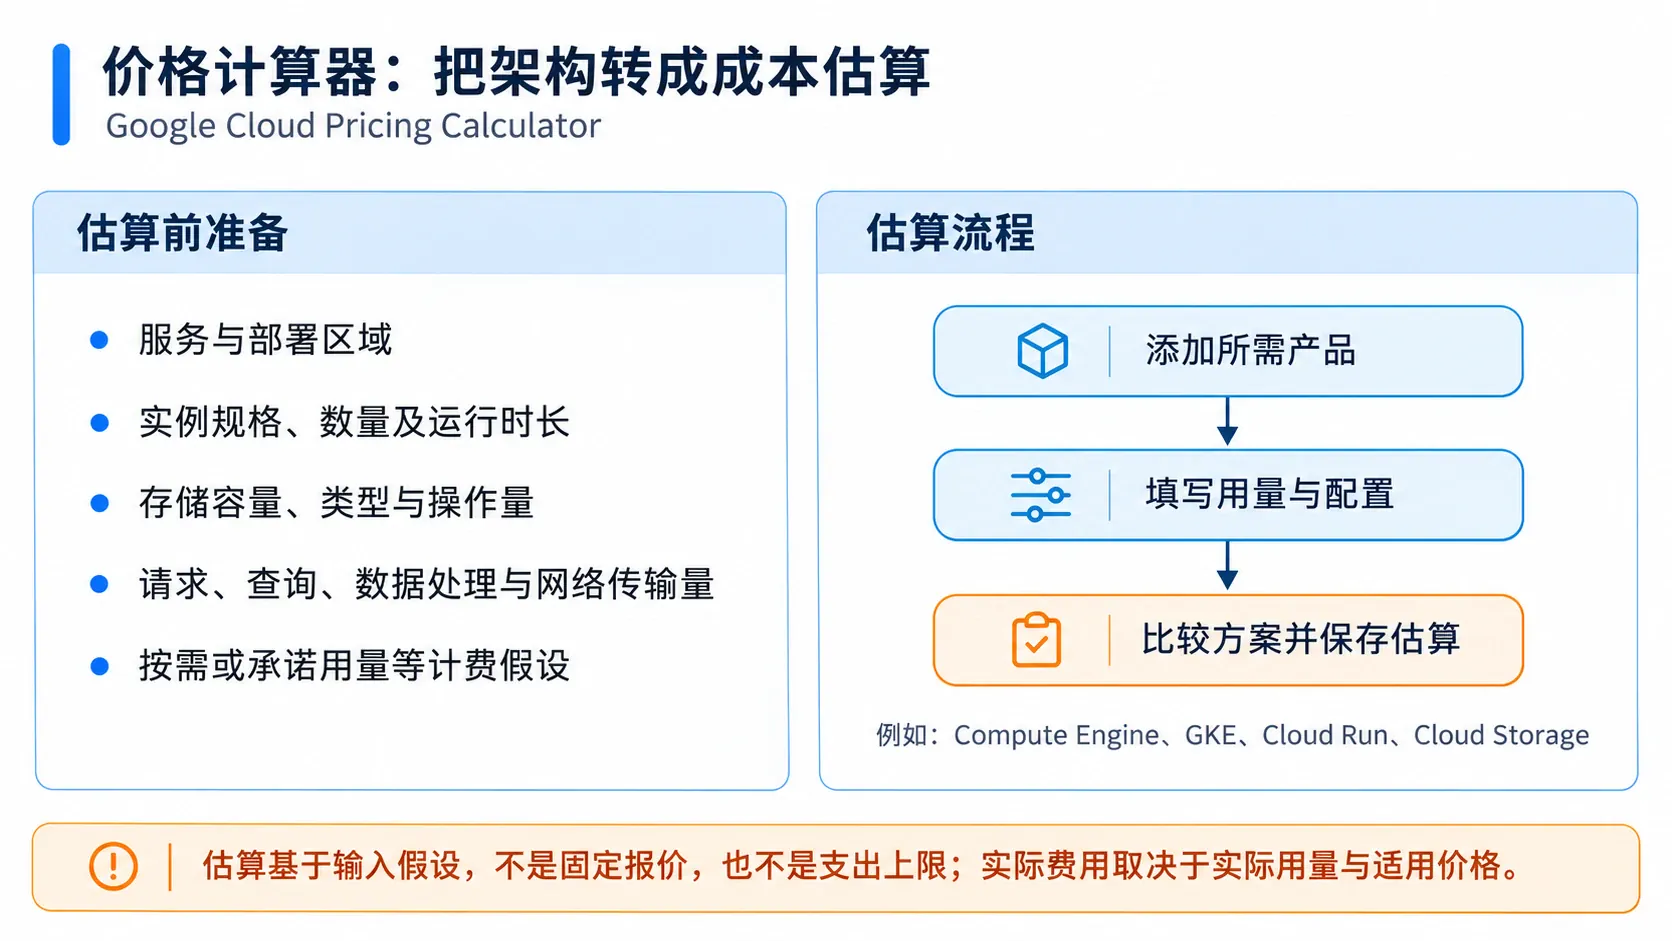 价格计算器：把架构转成成本估算
Google Cloud Pricing Calculator
估算前准备
服务与部署区域
实例规格、数量及运行时长
存储容量、类型与操作量
请求、查询、数据处理与网络传输量
按需或承诺用量等计费假设
估算流程
添加所需产品
填写用量与配置
比较方案并保存估算
例如：Compute Engine、GKE、Cloud Run、Cloud Storage
估算基于输入假设，不是固定报价，也不是支出上限；实际费用取决于实际用量与适用价格。